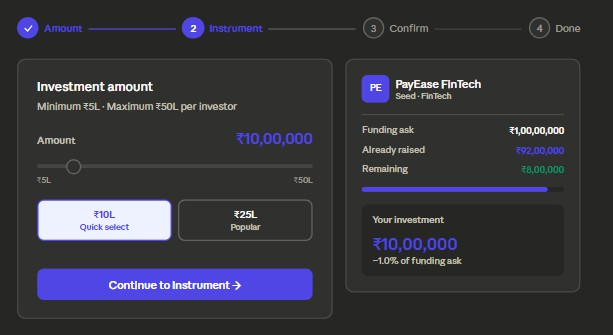 Amount
2 Instrument
3 Confirm
4 Done
Investment amount
Minimum ₹5L · Maximum ₹50L per investor
Amount ₹10,00,000
₹5L ₹50L
₹10L
Quick select
₹25L
Popular
Continue to Instrument →
PE
PayEase FinTech
Seed · FinTech
Funding ask ₹1,00,00,000
Already raised ₹92,00,000
Remaining ₹8,00,000
Your investment
₹10,00,000
~1.0% of funding ask